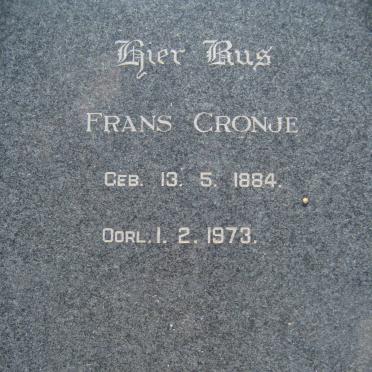 Hier Rus
FRANS CRONJE
GEB. 13. 5. 1884.
OORL. 1. 2. 1973.